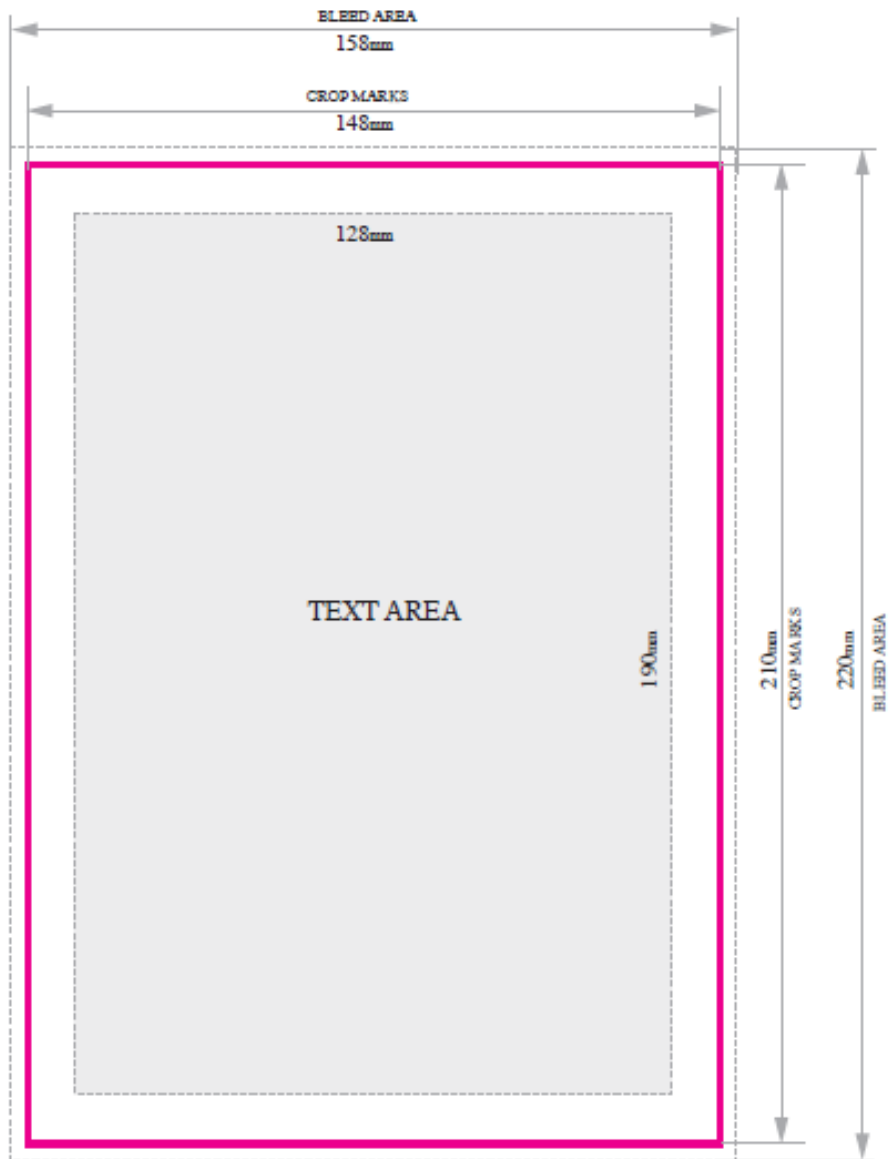 BLEED AREA
158mm
CROP MARKS
148mm
128mm
TEXT AREA
190mm
210mm
CROP MARKS
220mm
BLEED AREA